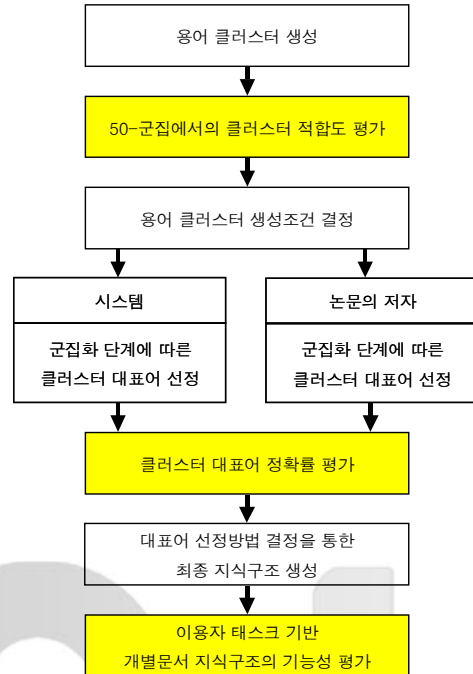 용어 클러스터 생성
50-군집에서의 클러스터 적합도 평가
용어 클러스터 생성조건 결정
시스템
군집화 단계에 따른
클러스터 대표어 선정
논문의 저자
군집화 단계에 따른
클러스터 대표어 선정
클러스터 대표어 정확률 평가
대표어 선정방법 결정을 통한
최종 지식구조 생성
이용자 태스크 기반
개별문서 지식구조의 기능성 평가